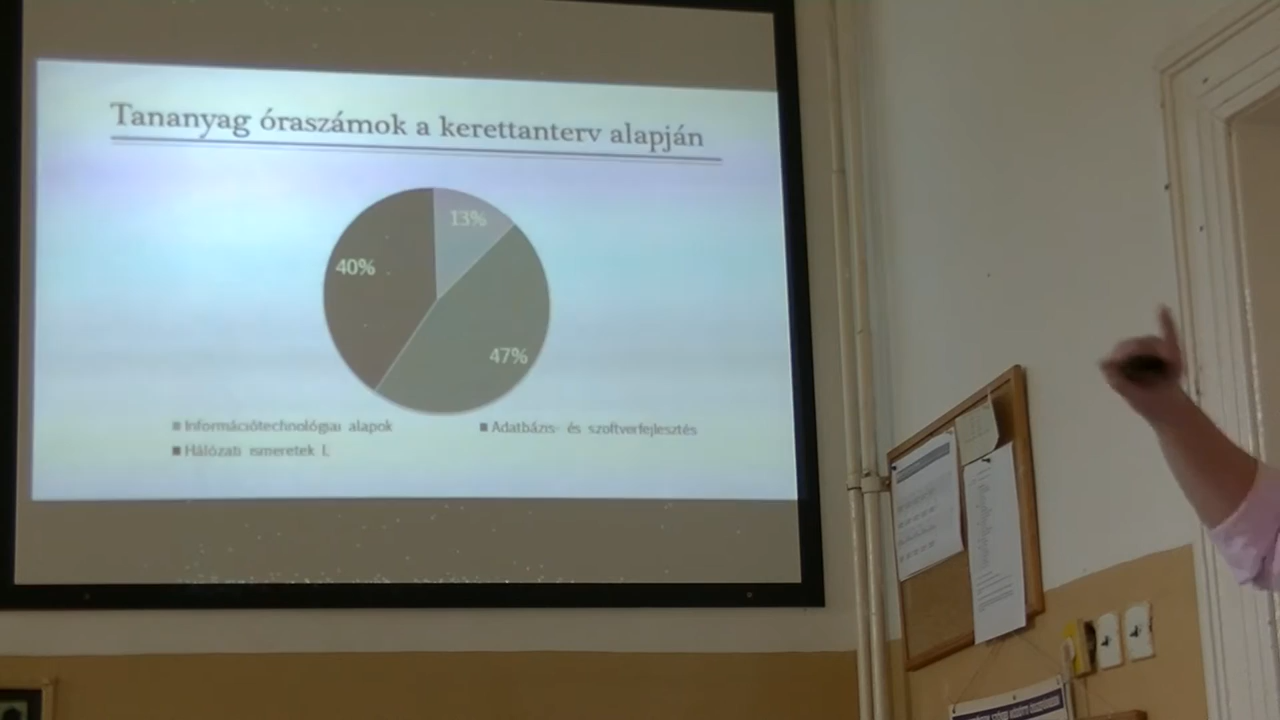 Tananyag óraszámok a kerettanterv alapján
13%
40%
47%
Információtechnológiai alapok
Adatbázis- és szoftverfejlesztés
Hálózati ismeretek I.